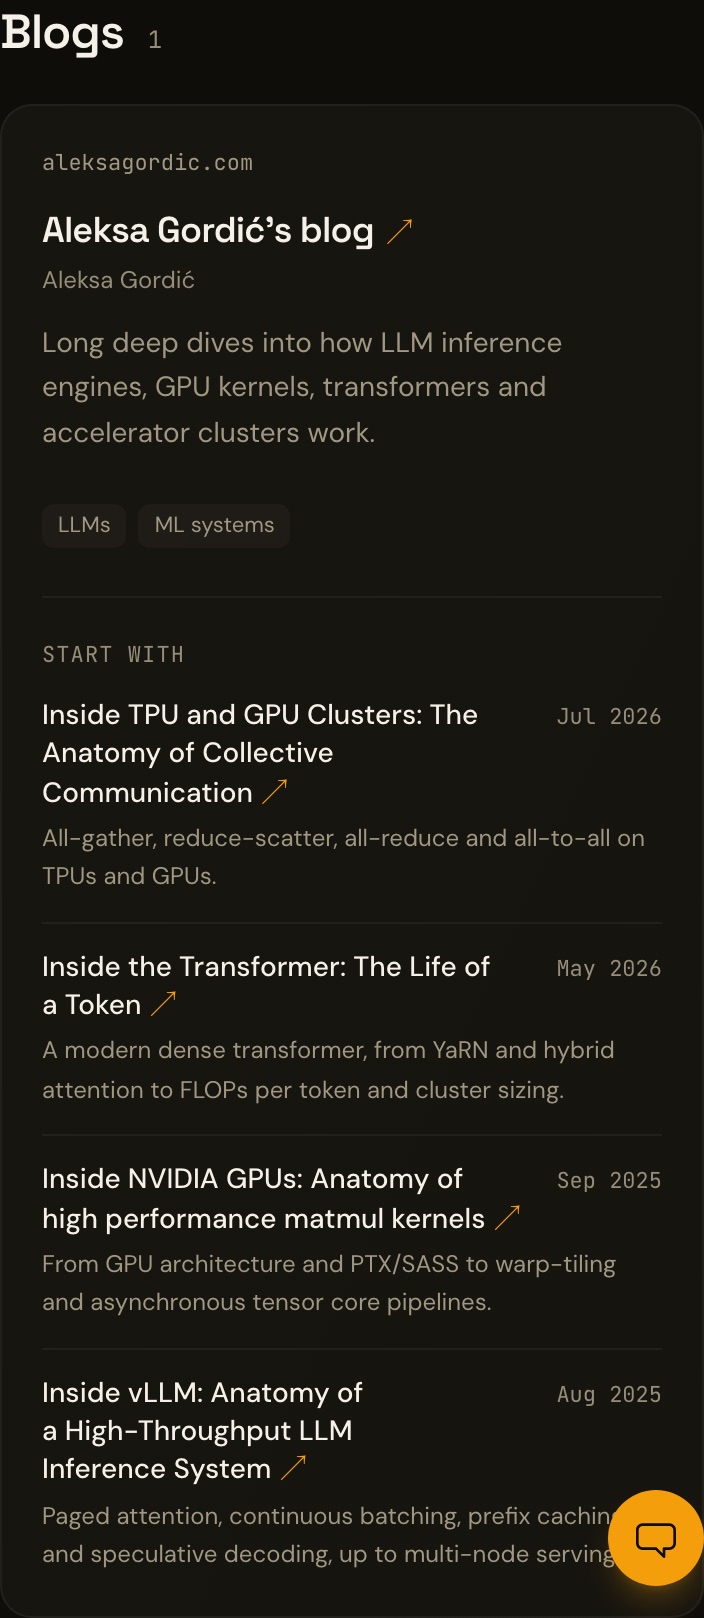 Blogs 1
aleksagordic.com
Aleksa Gordić’s blog ↗
Aleksa Gordić
Long deep dives into how LLM inference
engines, GPU kernels, transformers and
accelerator clusters work.
LLMs ML systems
START WITH
Inside TPU and GPU Clusters: The Jul 2026
Anatomy of Collective
Communication ↗
All-gather, reduce-scatter, all-reduce and all-to-all on
TPUs and GPUs.
Inside the Transformer: The Life of May 2026
a Token ↗
A modern dense transformer, from YaRN and hybrid
attention to FLOPs per token and cluster sizing.
Inside NVIDIA GPUs: Anatomy of Sep 2025
high performance matmul kernels ↗
From GPU architecture and PTX/SASS to warp-tiling
and asynchronous tensor core pipelines.
Inside vLLM: Anatomy of Aug 2025
a High-Throughput LLM
Inference System ↗
Paged attention, continuous batching, prefix caching
and speculative decoding, up to multi-node serving